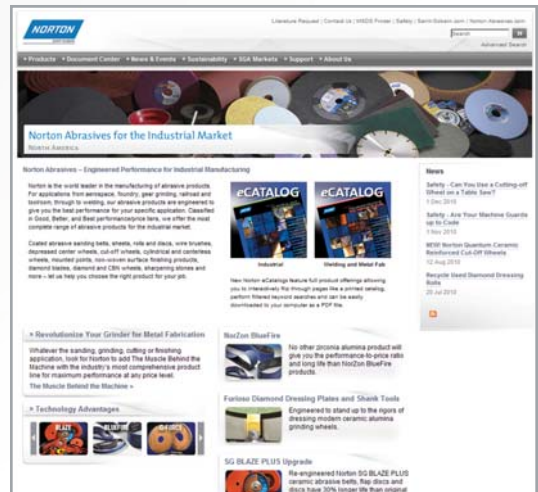 NORTON
Literature Request | Contact Us | MSDS Finder | Safety | Saint-Gobain.com | Norton Abrasives.com
Search
Advanced Search
Products Document Center News & Events Sustainability SGA Markets Support About Us
Norton Abrasives for the Industrial Market
NORTH AMERICA
Norton Abrasives – Engineered Performance for Industrial Manufacturing
Norton is the world leader in the manufacturing of abrasive products.
For applications from aerospace, foundry, gear grinding, railroad and
toolroom, through to welding, our abrasive products are engineered to
give you the best performance for your specific application. Classified
in Good, Better, and Best performance/price tiers, we offer the most
complete range of abrasive products for the industrial market.
Coated abrasive sanding belts, sheets, rolls and discs, wire brushes,
depressed center wheels, cut-off wheels, cylindrical and centerless
wheels, mounted points, non-woven surface finishing products,
diamond blades, diamond and CBN wheels, sharpening stones and
more – let us help you choose the right product for your job.
eCATALOG
eCATALOG
Industrial
Welding and Metal Fab
New Norton eCatalogs feature full product offerings allowing
you to interactively flip through pages like a printed catalog,
perform filtered keyword searches and can be easily
downloaded to your computer as a PDF file.
News
Safety - Can You Use a Cutting-off
Wheel on a Table Saw?
1 Dec 2010
Safety - Are Your Machine Guards
up to Code
3 Nov 2010
NEW! Norton Quantum Ceramic
Reinforced Cut-Off Wheels
12 Aug 2010
Recycle Used Diamond Dressing
Rolls
20 Jul 2010
» Revolutionize Your Grinder for Metal Fabrication
Whatever the sanding, grinding, cutting or finishing
application, look for Norton to add The Muscle Behind the
Machine with the industry's most comprehensive product
line for maximum performance at any price level.
The Muscle Behind the Machine »
» Technology Advantages
BLAZE
BLUEFIRE
G-FORCE
NorZon BlueFire
No other zirconia alumina product will
give you the performance-to-price ratio
and long life than NorZon BlueFire
products.
Furioso Diamond Dressing Plates and Shank Tools
Engineered to stand up to the rigors of
dressing modern ceramic alumina
grinding wheels.
SG BLAZE PLUS Upgrade
Re-engineered Norton SG BLAZE PLUS
ceramic abrasive belts, flap discs and
discs have 30% longer life than original